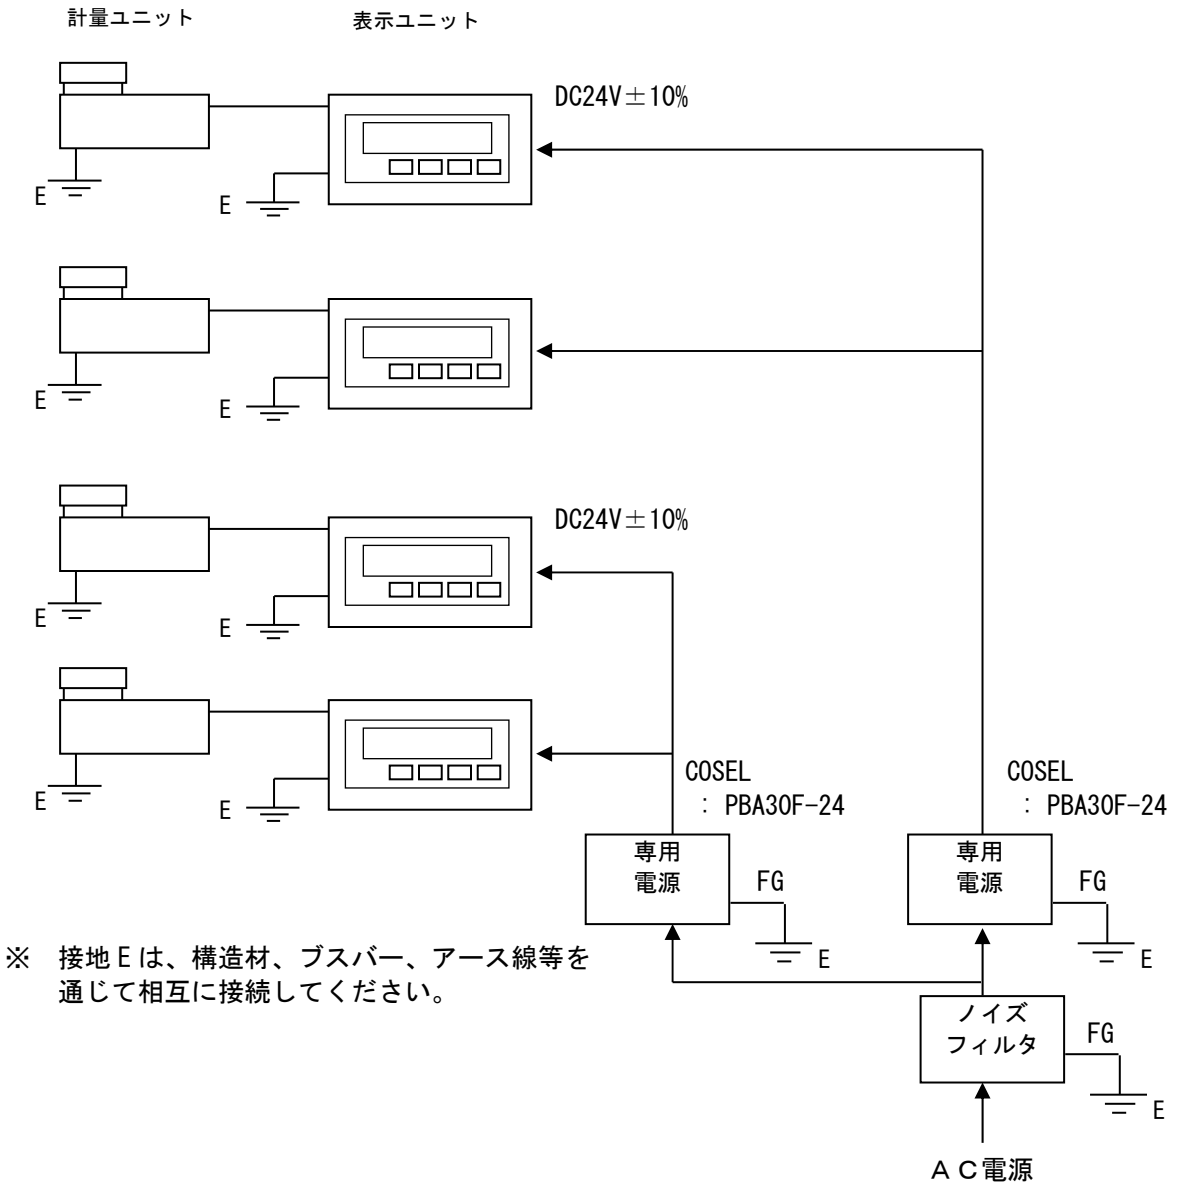 計量ユニット
表示ユニット
DC24V±10%
E
E
E
E
DC24V±10%
E
E
E
E
COSEL
: PBA30F-24
COSEL
: PBA30F-24
専用
電源
FG
E
専用
電源
FG
E
※ 接地Eは、構造材、ブスバー、アース線等を
通じて相互に接続してください。
ノイズ
フィルタ
FG
E
ＡＣ電源